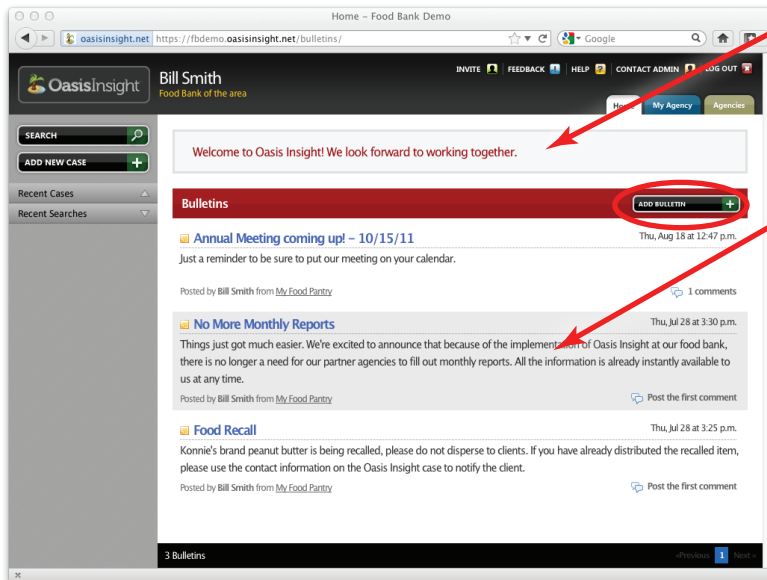 Home – Food Bank Demo
oasisinsight.net https://fbdemo.oasisinsight.net/bulletins/ Google
OasisInsight
Bill Smith
Food Bank of the area
INVITE FEEDBACK HELP CONTACT ADMIN LOG OUT
Home My Agency Agencies
SEARCH
ADD NEW CASE
Recent Cases
Recent Searches
Welcome to Oasis Insight! We look forward to working together.
Bulletins
ADD BULLETIN
Annual Meeting coming up! – 10/15/11
Thu, Aug 18 at 12:47 p.m.
Just a reminder to be sure to put our meeting on your calendar.
Posted by Bill Smith from My Food Pantry
1 comments
No More Monthly Reports
Thu, Jul 28 at 3:30 p.m.
Things just got much easier. We're excited to announce that because of the implementation of Oasis Insight at our food bank,
there is no longer a need for our partner agencies to fill out monthly reports. All the information is already instantly available to
us at any time.
Posted by Bill Smith from My Food Pantry
Post the first comment
Food Recall
Thu, Jul 28 at 3:25 p.m.
Konnie's brand peanut butter is being recalled, please do not disperse to clients. If you have already distributed the recalled item,
please use the contact information on the Oasis Insight case to notify the client.
Posted by Bill Smith from My Food Pantry
Post the first comment
3 Bulletins
«Previous 1 Next»